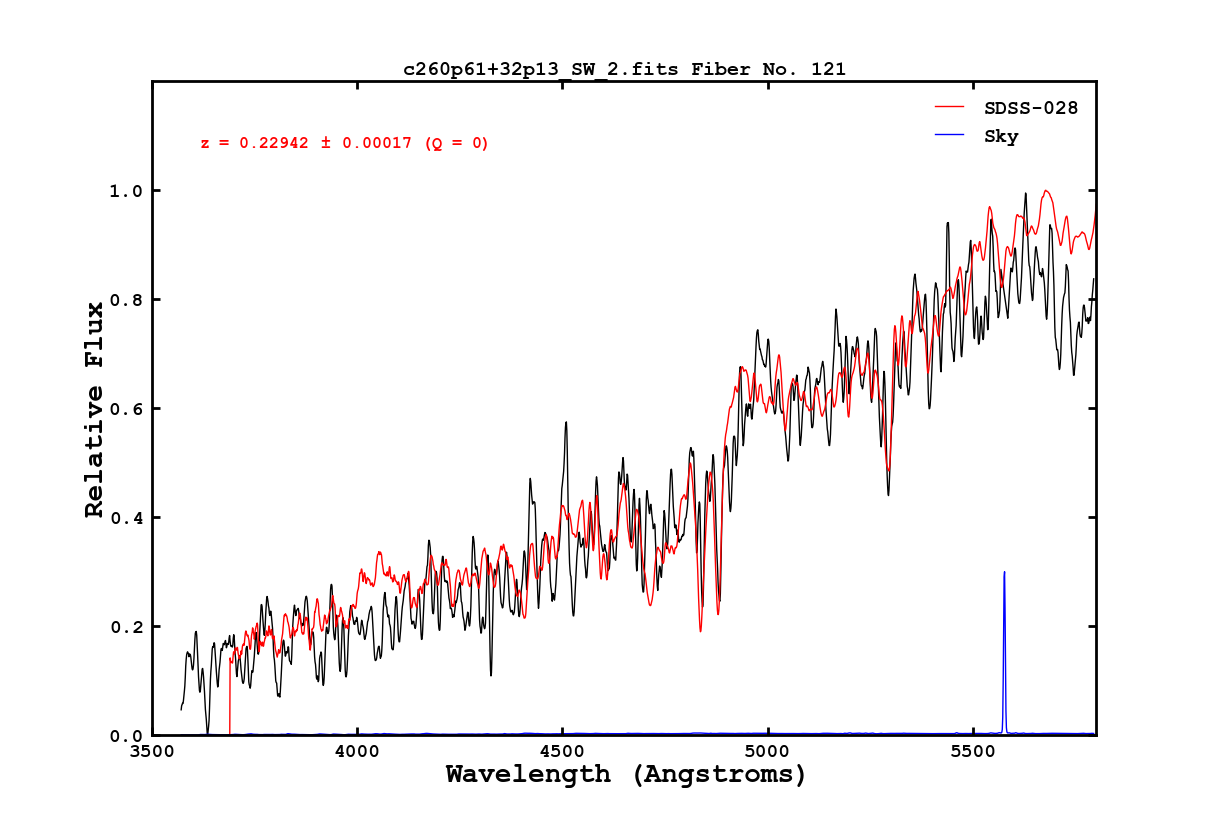 c260p61+32p13_SW_2.fits Fiber No. 121
SDSS-028
Sky
z = 0.22942 ± 0.00017 (Q = 0)
1.0
0.8
0.6
0.4
0.2
0.0
Relative Flux
3500 4000 4500 5000 5500
Wavelength (Angstroms)